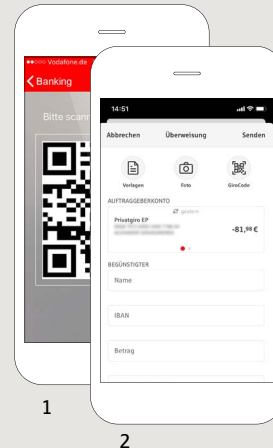 Vodafone.de
Banking
Bitte scann
1
14:51
Abbrechen Überweisung Senden
Vorlagen Foto GiroCode
AUFTRAGGEBERKONTO
gestern
Privatgiro EP
-81,98 €
BEGÜNSTIGTER
Name
IBAN
Betrag
2